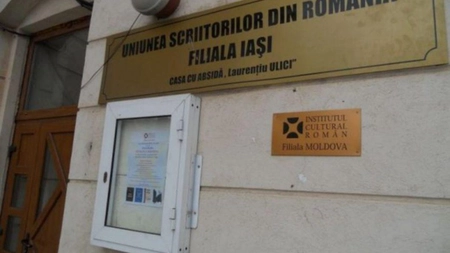 UNIUNEA SCRIITORILOR DIN ROMÂNIA
FILIALA IAȘI
CASA CU ABSIDĂ „Laurențiu ULICI"
INSTITUTUL
CULTURAL
ROMÂN
Filiala MOLDOVA